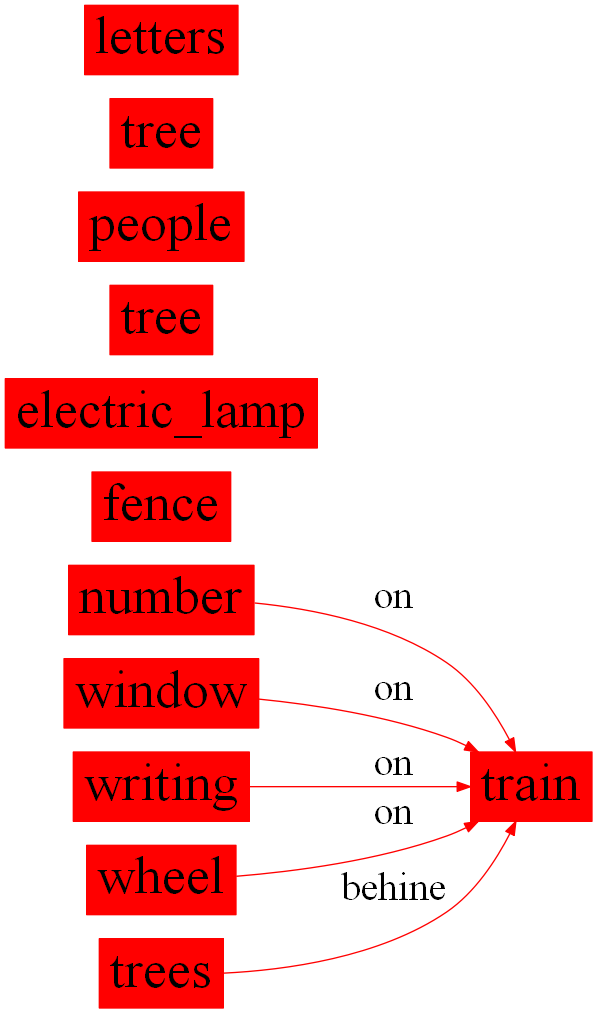 letters
tree
people
tree
electric_lamp
fence
number
on
window
on
writing
on
train
wheel
on
trees
behine